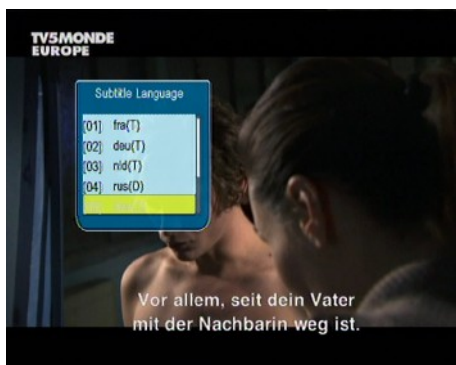 TV5MONDE
EUROPE
Subtitle Language
[01] fra(T)
[02] deu(T)
[03] nld(T)
[04] rus(D)
Vor allem, seit dein Vater
mit der Nachbarin weg ist.